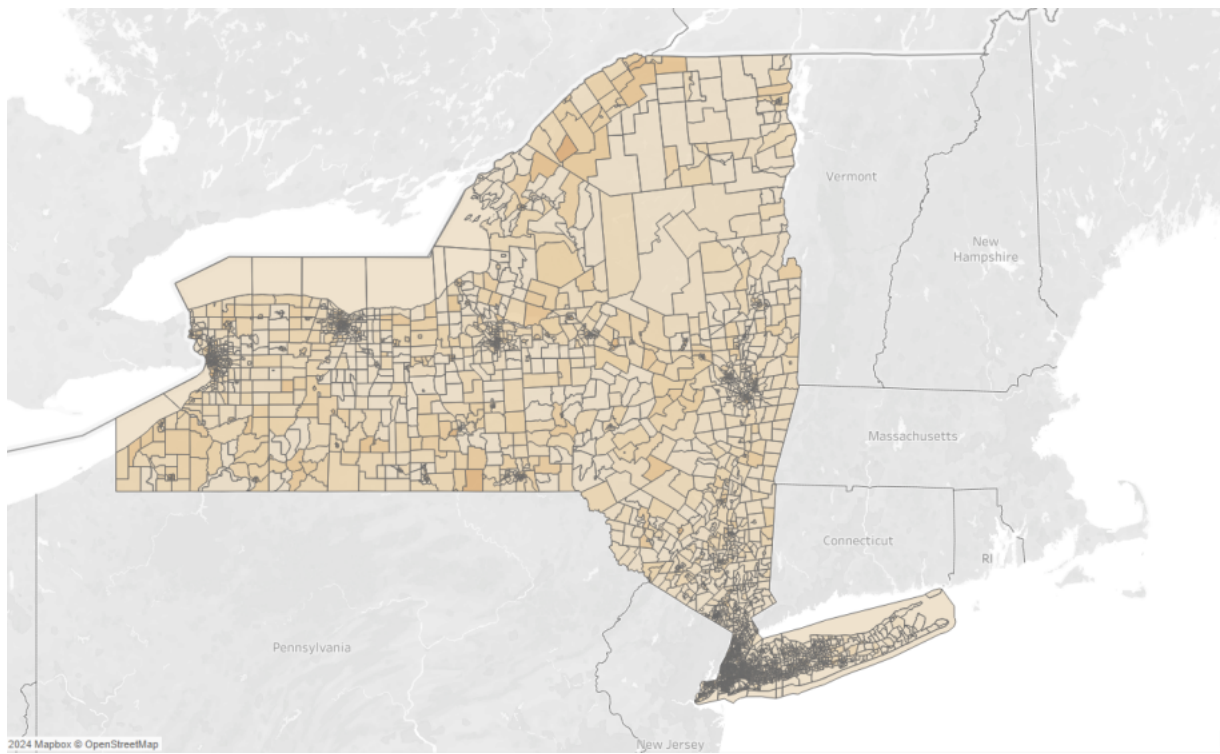 Vermont
New
Hampshire
Massachusetts
Connecticut
RI
Pennsylvania
New Jersey
2024 Mapbox © OpenStreetMap